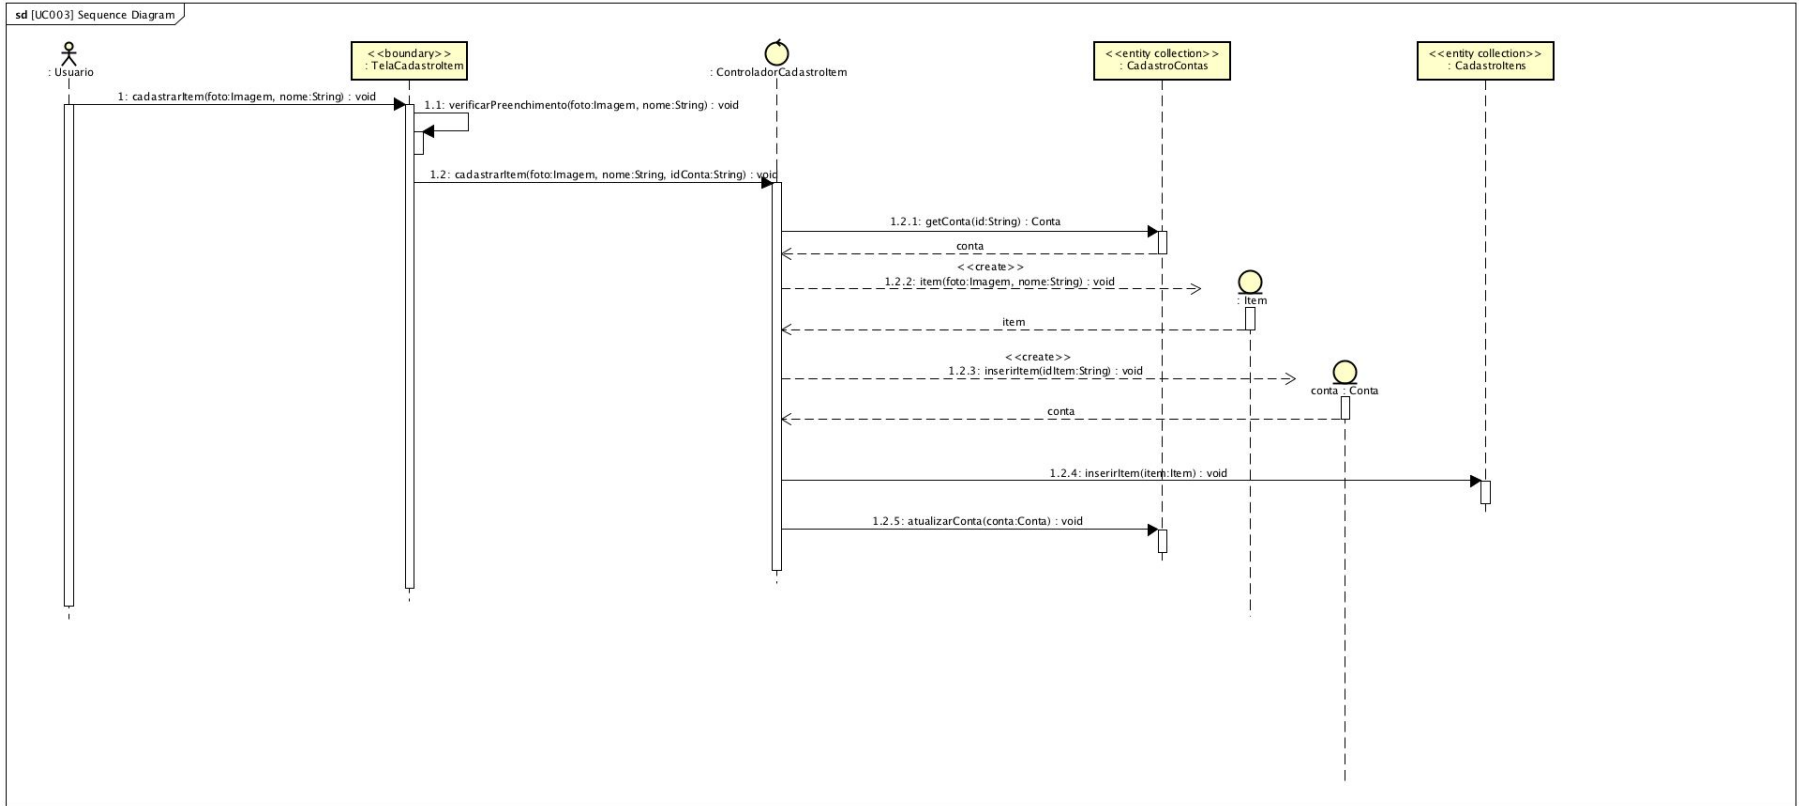 sd [UC003] Sequence Diagram
: Usuario
<<boundary>>
: TelaCadastroItem
: ControladorCadastroItem
<<entity collection>>
: CadastroContas
<<entity collection>>
: CadastroItens
1: cadastrarItem(foto:Imagem, nome:String) : void
1.1: verificarPreenchimento(foto:Imagem, nome:String) : void
1.2: cadastrarItem(foto:Imagem, nome:String, idConta:String) : void
1.2.1: getConta(id:String) : Conta
conta
<<create>>
1.2.2: item(foto:Imagem, nome:String) : void
: Item
item
<<create>>
1.2.3: inserirItem(idItem:String) : void
conta : Conta
conta
1.2.4: inserirItem(item:Item) : void
1.2.5: atualizarConta(conta:Conta) : void